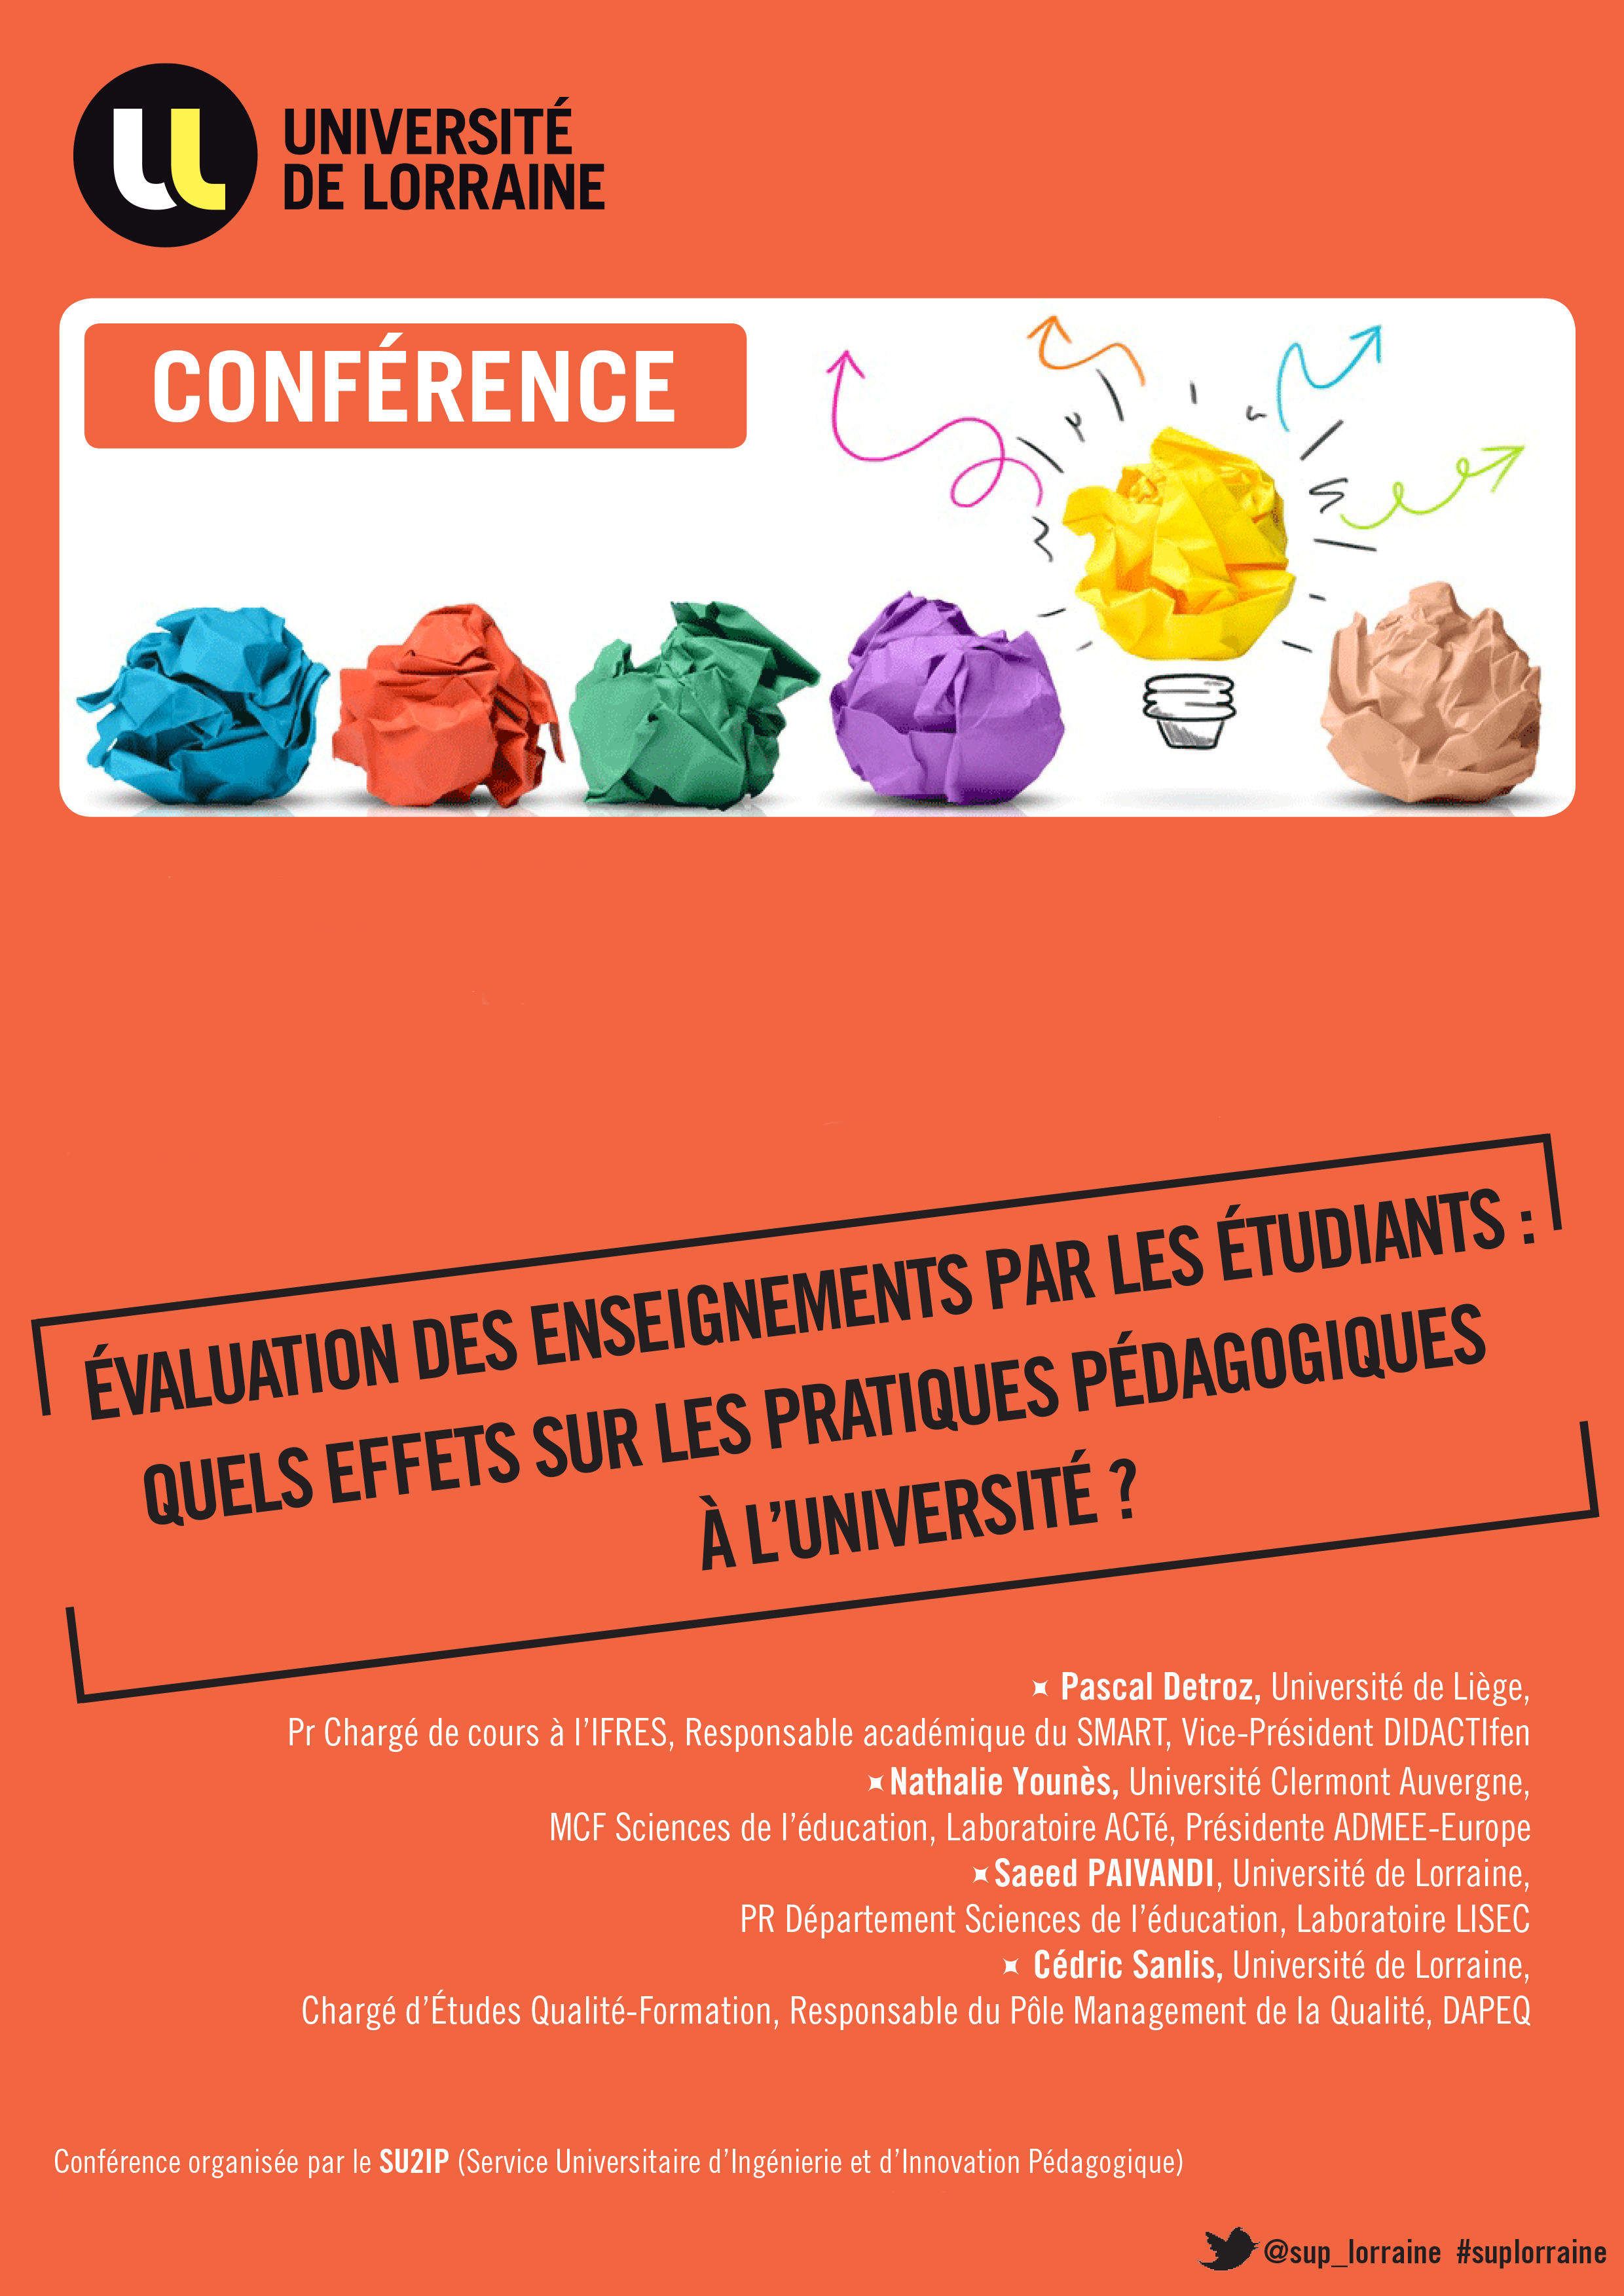 UNIVERSITÉ
DE LORRAINE
CONFÉRENCE
ÉVALUATION DES ENSEIGNEMENTS PAR LES ÉTUDIANTS :
QUELS EFFETS SUR LES PRATIQUES PÉDAGOGIQUES
À L’UNIVERSITÉ ?
Pascal Detroz, Université de Liège,
Pr Chargé de cours à l’IFRES, Responsable académique du SMART, Vice-Président DIDACTIfen
Nathalie Younès, Université Clermont Auvergne,
MCF Sciences de l’éducation, Laboratoire ACTé, Présidente ADMEE-Europe
Saeed PAIVANDI, Université de Lorraine,
PR Département Sciences de l’éducation, Laboratoire LISEC
Cédric Sanlis, Université de Lorraine,
Chargé d’Études Qualité-Formation, Responsable du Pôle Management de la Qualité, DAPEQ
Conférence organisée par le SU2IP (Service Universitaire d’Ingénierie et d’Innovation Pédagogique)
@sup_lorraine #suplorraine